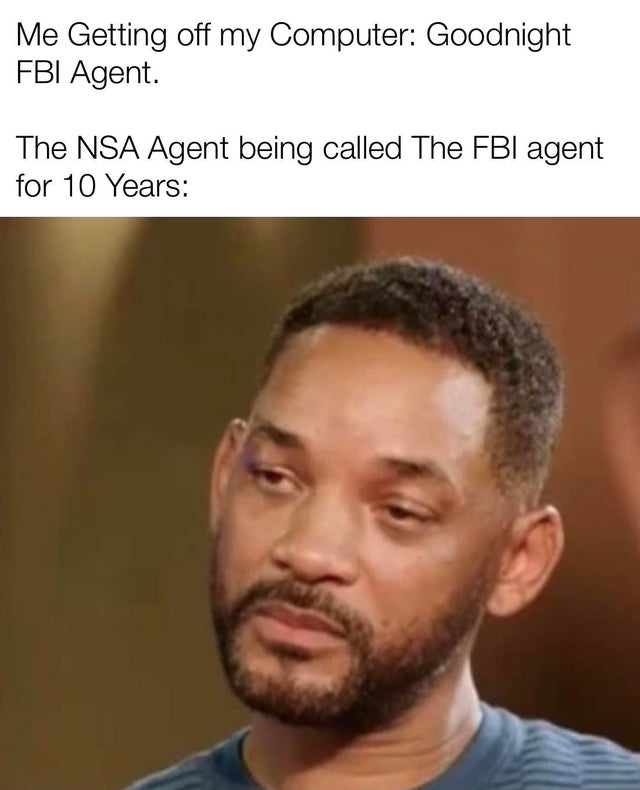 Me Getting off my Computer: Goodnight
FBI Agent.
The NSA Agent being called The FBI agent
for 10 Years: